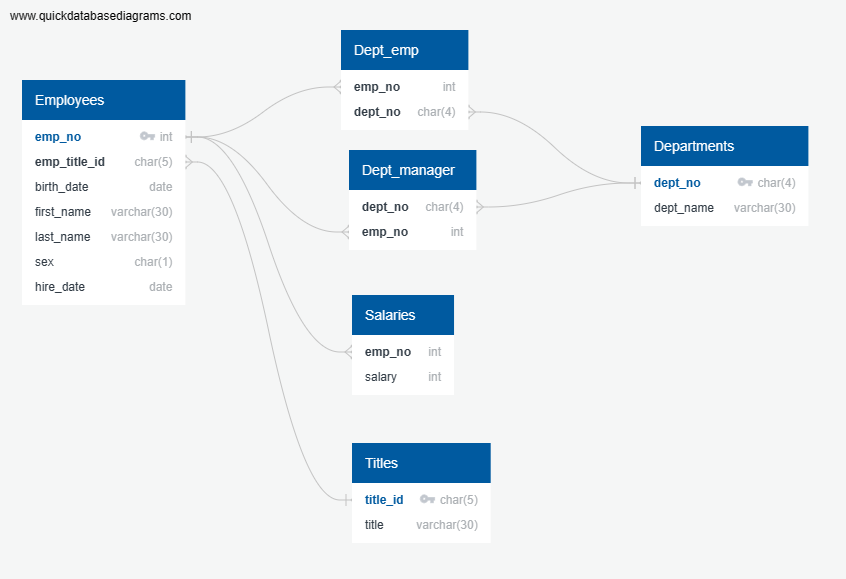 www.quickdatabasediagrams.com
Employees
emp_no int
emp_title_id char(5)
birth_date date
first_name varchar(30)
last_name varchar(30)
sex char(1)
hire_date date
Dept_emp
emp_no int
dept_no char(4)
Dept_manager
dept_no char(4)
emp_no int
Salaries
emp_no int
salary int
Titles
title_id char(5)
title varchar(30)
Departments
dept_no char(4)
dept_name varchar(30)